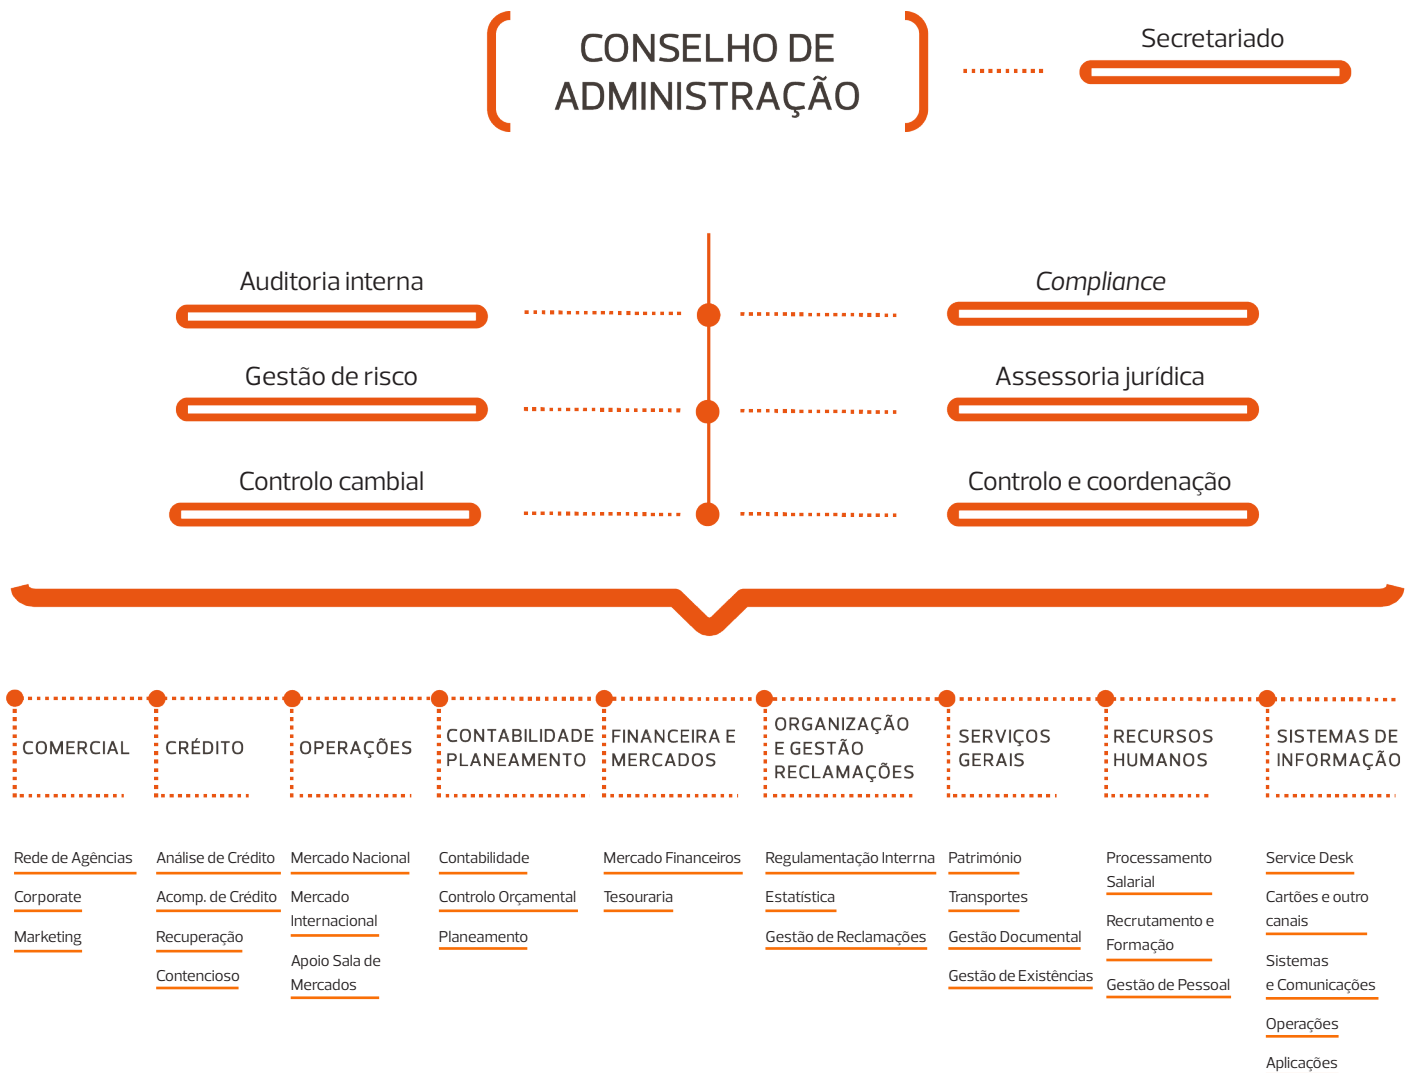 CONSELHO DE
ADMINISTRAÇÃO
Secretariado
Auditoria interna
Compliance
Gestão de risco
Assessoria jurídica
Controlo cambial
Controlo e coordenação
COMERCIAL
CRÉDITO
OPERAÇÕES
CONTABILIDADE
PLANEAMENTO
FINANCEIRA E
MERCADOS
ORGANIZAÇÃO
E GESTÃO
RECLAMAÇÕES
SERVIÇOS
GERAIS
RECURSOS
HUMANOS
SISTEMAS DE
INFORMAÇÃO
Rede de Agências
Corporate
Marketing
Análise de Crédito
Acomp. de Crédito
Recuperação
Contencioso
Mercado Nacional
Mercado
Internacional
Apoio Sala de
Mercados
Contabilidade
Controlo Orçamental
Planeamento
Mercado Financeiros
Tesouraria
Regulamentação Interrna
Estatística
Gestão de Reclamações
Património
Transportes
Gestão Documental
Gestão de Existências
Processamento
Salarial
Recrutamento e
Formação
Gestão de Pessoal
Service Desk
Cartões e outro
canais
Sistemas
e Comunicações
Operações
Aplicações